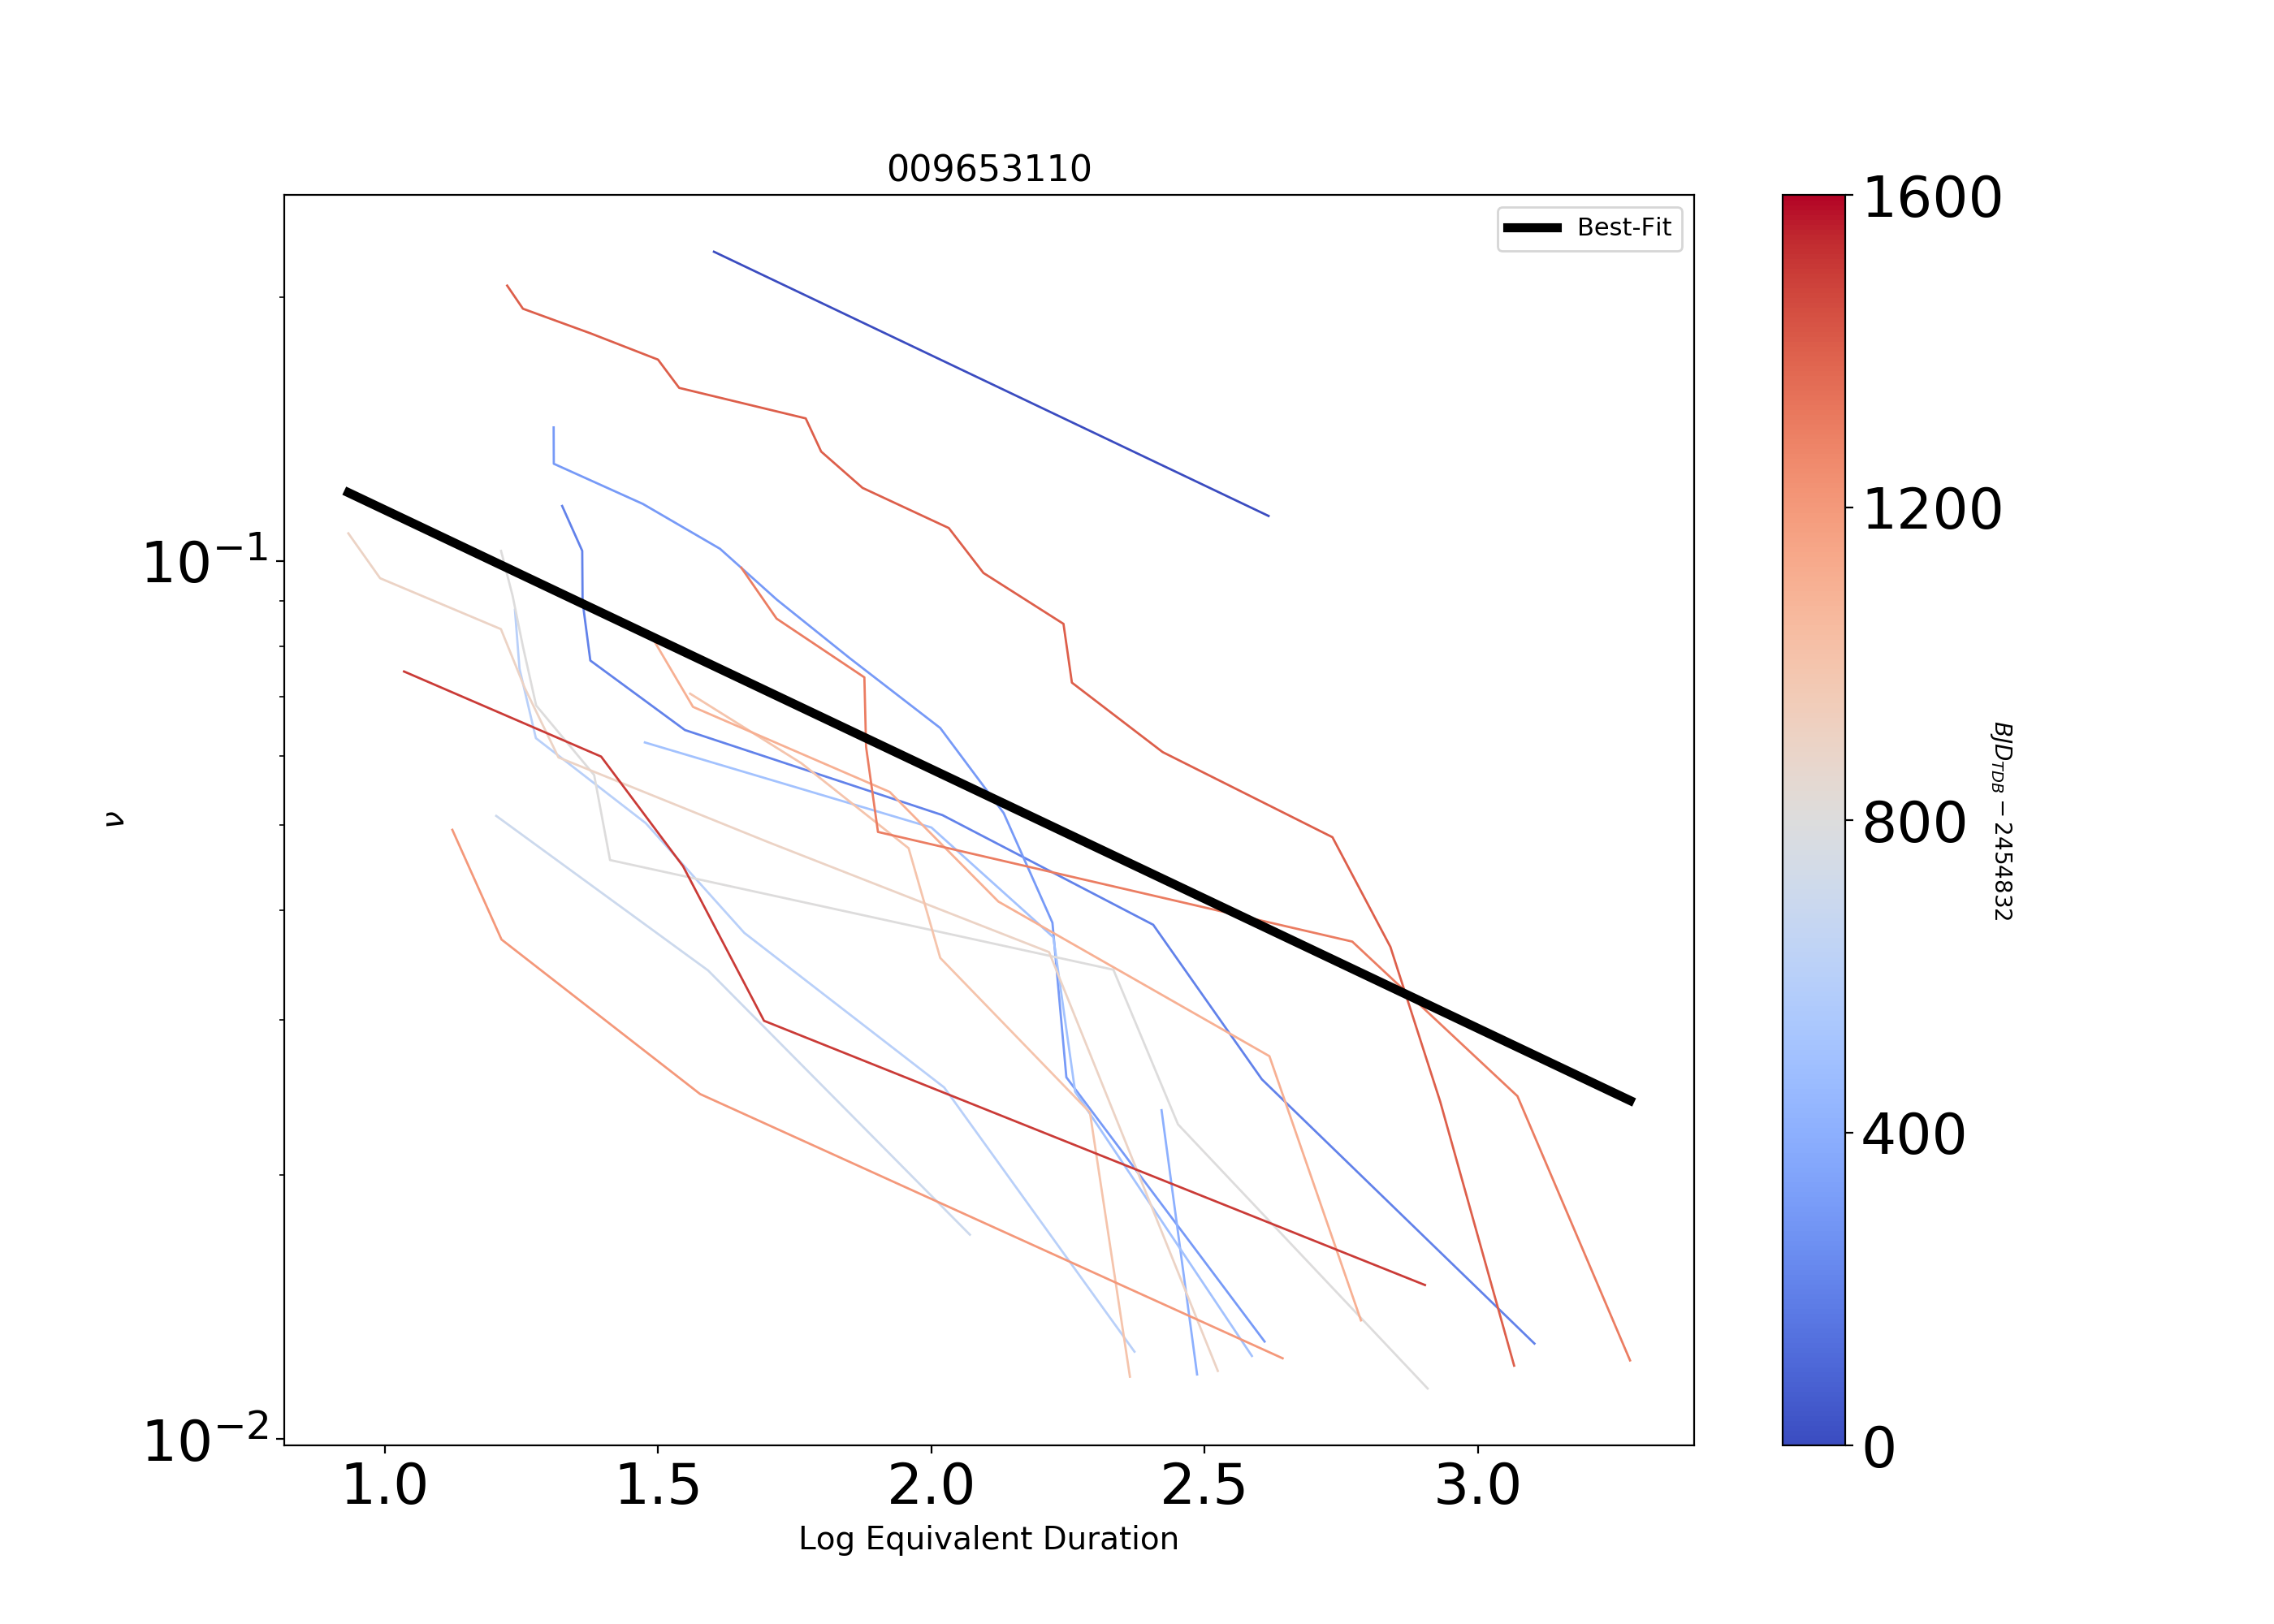 009653110
Best-Fit
10⁻¹
10⁻²
ν
1.0 1.5 2.0 2.5 3.0
Log Equivalent Duration
1600
1200
800
400
0
BJD_TDB − 2454832